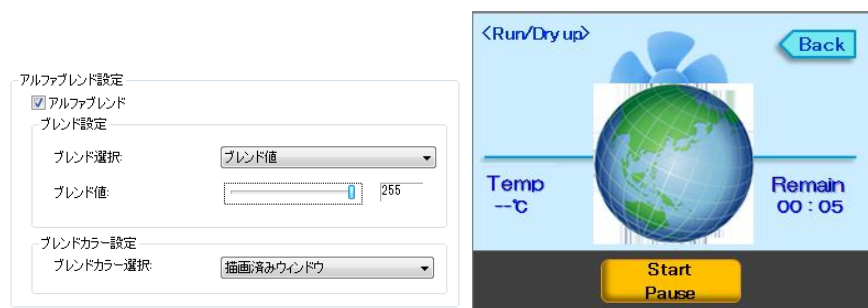 アルファブレンド設定
アルファブレンド
ブレンド設定
ブレンド選択:
ブレンド値
ブレンド値:
255
ブレンドカラー設定
ブレンドカラー選択:
描画済みウィンドウ
<Run/Dry up>
Back
Temp
--℃
Remain
00:05
Start
Pause